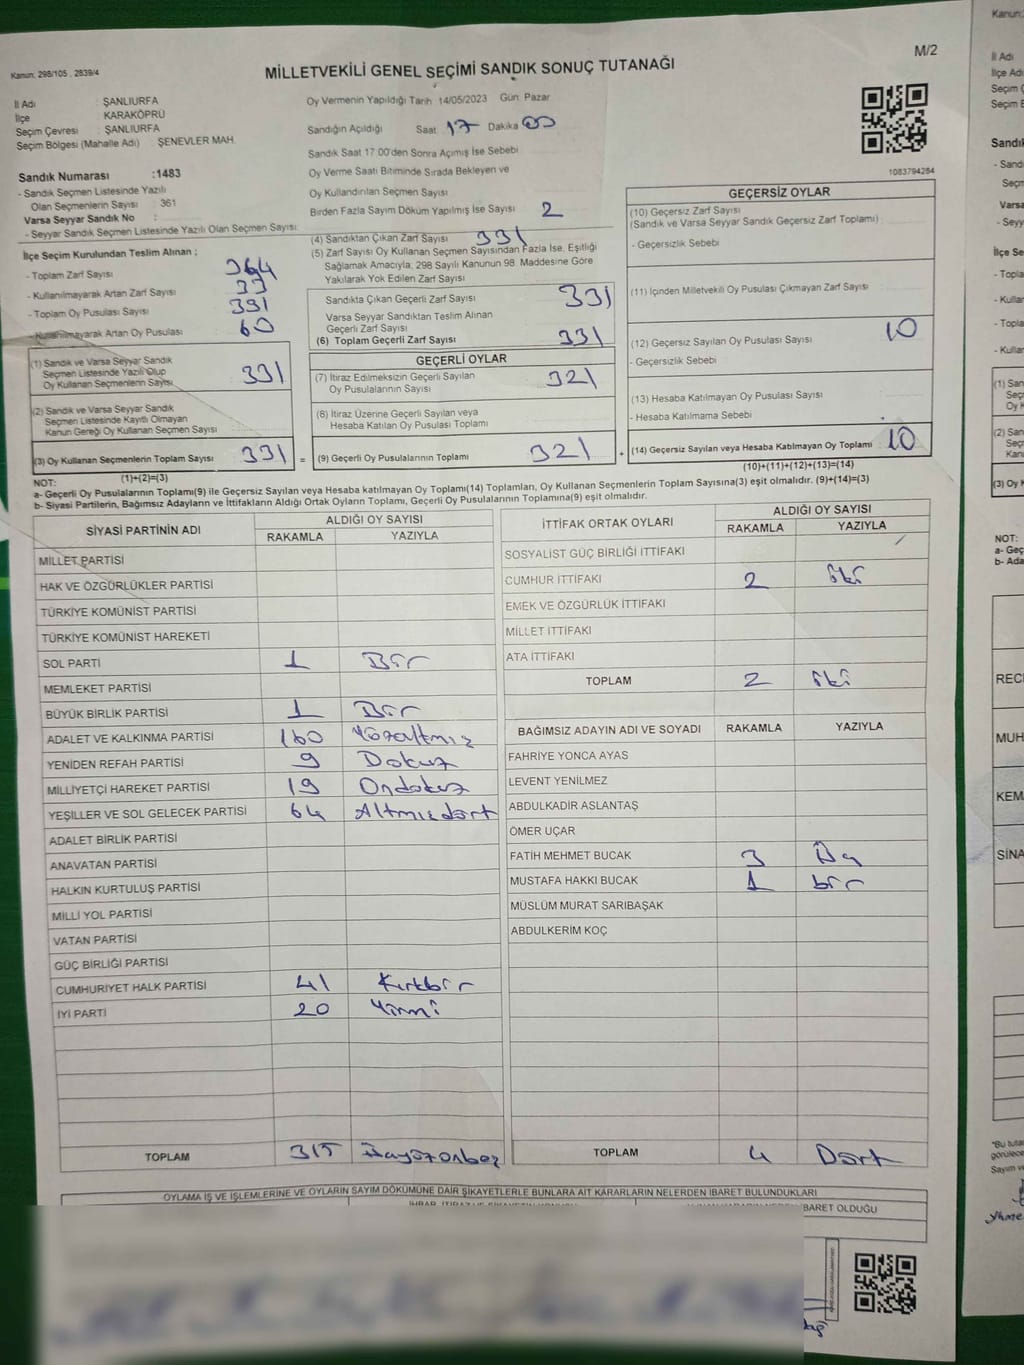 Kanun: 298/105 , 2839/4
MİLLETVEKİLİ GENEL SEÇİMİ SANDIK SONUÇ TUTANAĞI
M/2
İl Adı : ŞANLIURFA
İlçe KARAKÖPRÜ
Seçim Çevresi : ŞANLIURFA
Seçim Bölgesi (Mahalle Adı) ŞENEVLER MAH.
Sandık Numarası :1483
- Sandık Seçmen Listesinde Yazılı
Olan Seçmenlerin Sayısı : 361
Varsa Seyyar Sandık No :
- Seyyar Sandık Seçmen Listesinde Yazılı Olan Seçmen Sayısı:
İlçe Seçim Kurulundan Teslim Alınan ;
- Toplam Zarf Sayısı 364
- Kullanılmayarak Artan Zarf Sayısı 33
- Toplam Oy Pusulası Sayısı 391
- Kullanılmayarak Artan Oy Pusulası 60
(1) Sandık ve Varsa Seyyar Sandık
Seçmen Listesinde Yazılı Olup
Oy Kullanan Seçmenlerin Sayısı 331
(2) Sandık ve Varsa Seyyar Sandık
Seçmen Listesinde Kayıtlı Olmayan
Kanun Gereği Oy Kullanan Seçmen Sayısı
(3) Oy Kullanan Seçmenlerin Toplam Sayısı 331 =
(1)+(2)=(3)
Oy Vermenin Yapıldığı Tarih 14/05/2023 Gün: Pazar
Sandığın Açıldığı Saat 17 Dakika 00
Sandık Saat 17:00'den Sonra Açılmış İse Sebebi
Oy Verme Saati Bitiminde Sırada Bekleyen ve
Oy Kullandırılan Seçmen Sayısı
Birden Fazla Sayım Döküm Yapılmış İse Sayısı 2
(4) Sandıktan Çıkan Zarf Sayısı 331
(5) Zarf Sayısı Oy Kullanan Seçmen Sayısından Fazla İse, Eşitliği
Sağlamak Amacıyla, 298 Sayılı Kanunun 98. Maddesine Göre
Yakılarak Yok Edilen Zarf Sayısı
Sandıkta Çıkan Geçerli Zarf Sayısı 331
Varsa Seyyar Sandıktan Teslim Alınan
Geçerli Zarf Sayısı
(6) Toplam Geçerli Zarf Sayısı 331
GEÇERLİ OYLAR
(7) İtiraz Edilmeksizin Geçerli Sayılan
Oy Pusulalarının Sayısı 321
(8) İtiraz Üzerine Geçerli Sayılan veya
Hesaba Katılan Oy Pusulası Toplamı
(9) Geçerli Oy Pusulalarının Toplamı 321 +
1083794284
GEÇERSİZ OYLAR
(10) Geçersiz Zarf Sayısı
(Sandık ve Varsa Seyyar Sandık Geçersiz Zarf Toplamı)
- Geçersizlik Sebebi
(11) İçinden Milletvekili Oy Pusulası Çıkmayan Zarf Sayısı
(12) Geçersiz Sayılan Oy Pusulası Sayısı 10
- Geçersizlik Sebebi
(13) Hesaba Katılmayan Oy Pusulası Sayısı
- Hesaba Katılmama Sebebi
(14) Geçersiz Sayılan veya Hesaba Katılmayan Oy Toplamı : 10
(10)+(11)+(12)+(13)=(14)
NOT:
a- Geçerli Oy Pusulalarının Toplamı(9) ile Geçersiz Sayılan veya Hesaba katılmayan Oy Toplamı(14) Toplamları, Oy Kullanan Seçmenlerin Toplam Sayısına(3) eşit olmalıdır. (9)+(14)=(3)
b- Siyasi Partilerin, Bağımsız Adayların ve İttifakların Aldığı Ortak Oyların Toplamı, Geçerli Oy Pusulalarının Toplamına(9) eşit olmalıdır.
SİYASİ PARTİNİN ADI ALDIĞI OY SAYISI
RAKAMLA YAZIYLA
MİLLET PARTİSİ
HAK VE ÖZGÜRLÜKLER PARTİSİ
TÜRKİYE KOMÜNİST PARTİSİ
TÜRKİYE KOMÜNİST HAREKETİ
SOL PARTİ 1 Bir
MEMLEKET PARTİSİ
BÜYÜK BİRLİK PARTİSİ 1 Bir
ADALET VE KALKINMA PARTİSİ 160 Yüzaltmış
YENİDEN REFAH PARTİSİ 9 Dokuz
MİLLİYETÇİ HAREKET PARTİSİ 19 Ondokuz
YEŞİLLER VE SOL GELECEK PARTİSİ 64 Altmışdört
ADALET BİRLİK PARTİSİ
ANAVATAN PARTİSİ
HALKIN KURTULUŞ PARTİSİ
MİLLİ YOL PARTİSİ
VATAN PARTİSİ
GÜÇ BİRLİĞİ PARTİSİ
CUMHURİYET HALK PARTİSİ 41 Kırkbir
İYİ PARTİ 20 Yirmi
TOPLAM 315 Üçyüzonbeş
İTTİFAK ORTAK OYLARI ALDIĞI OY SAYISI
RAKAMLA YAZIYLA
SOSYALİST GÜÇ BİRLİĞİ İTTİFAKI
CUMHUR İTTİFAKI 2 iki
EMEK VE ÖZGÜRLÜK İTTİFAKI
MİLLET İTTİFAKI
ATA İTTİFAKI
TOPLAM 2 iki
BAĞIMSIZ ADAYIN ADI VE SOYADI RAKAMLA YAZIYLA
FAHRİYE YONCA AYAS
LEVENT YENİLMEZ
ABDULKADİR ASLANTAŞ
ÖMER UÇAR
FATİH MEHMET BUCAK 3 Üç
MUSTAFA HAKKI BUCAK 1 bir
MÜSLÜM MURAT SARIBAŞAK
ABDULKERİM KOÇ
TOPLAM 4 Dört
OYLAMA İŞ VE İŞLEMLERİNE VE OYLARIN SAYIM DÖKÜMÜNE DAİR ŞİKAYETLERLE BUNLARA AİT KARARLARIN NELERDEN İBARET BULUNDUKLARI
İBARET OLDUĞU
Kanun:
İl Adı
İlçe Adı
Seçim
Seçim
NOT:
a- Geç
b- Ada
RECE
MUH
KEMA
SİNA